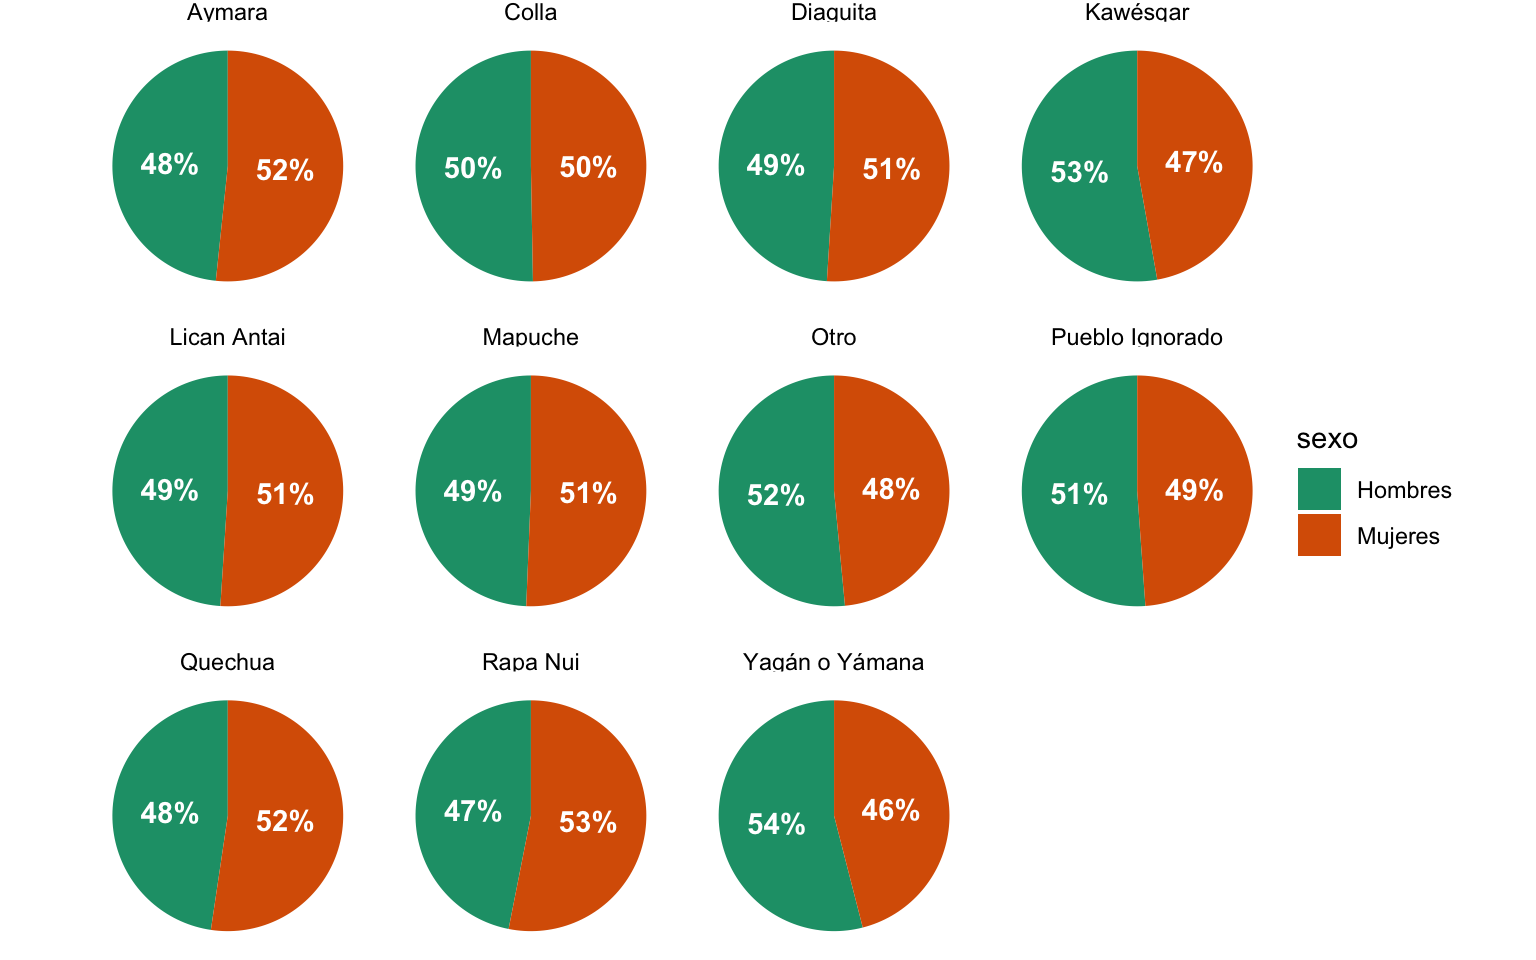 Aymara
Colla
Diaguita
Kawésqar
48%
52%
50%
50%
49%
51%
53%
47%
Lican Antai
Mapuche
Otro
Pueblo Ignorado
49%
51%
49%
51%
52%
48%
51%
49%
sexo
Hombres
Mujeres
Quechua
Rapa Nui
Yagán o Yámana
48%
52%
47%
53%
54%
46%